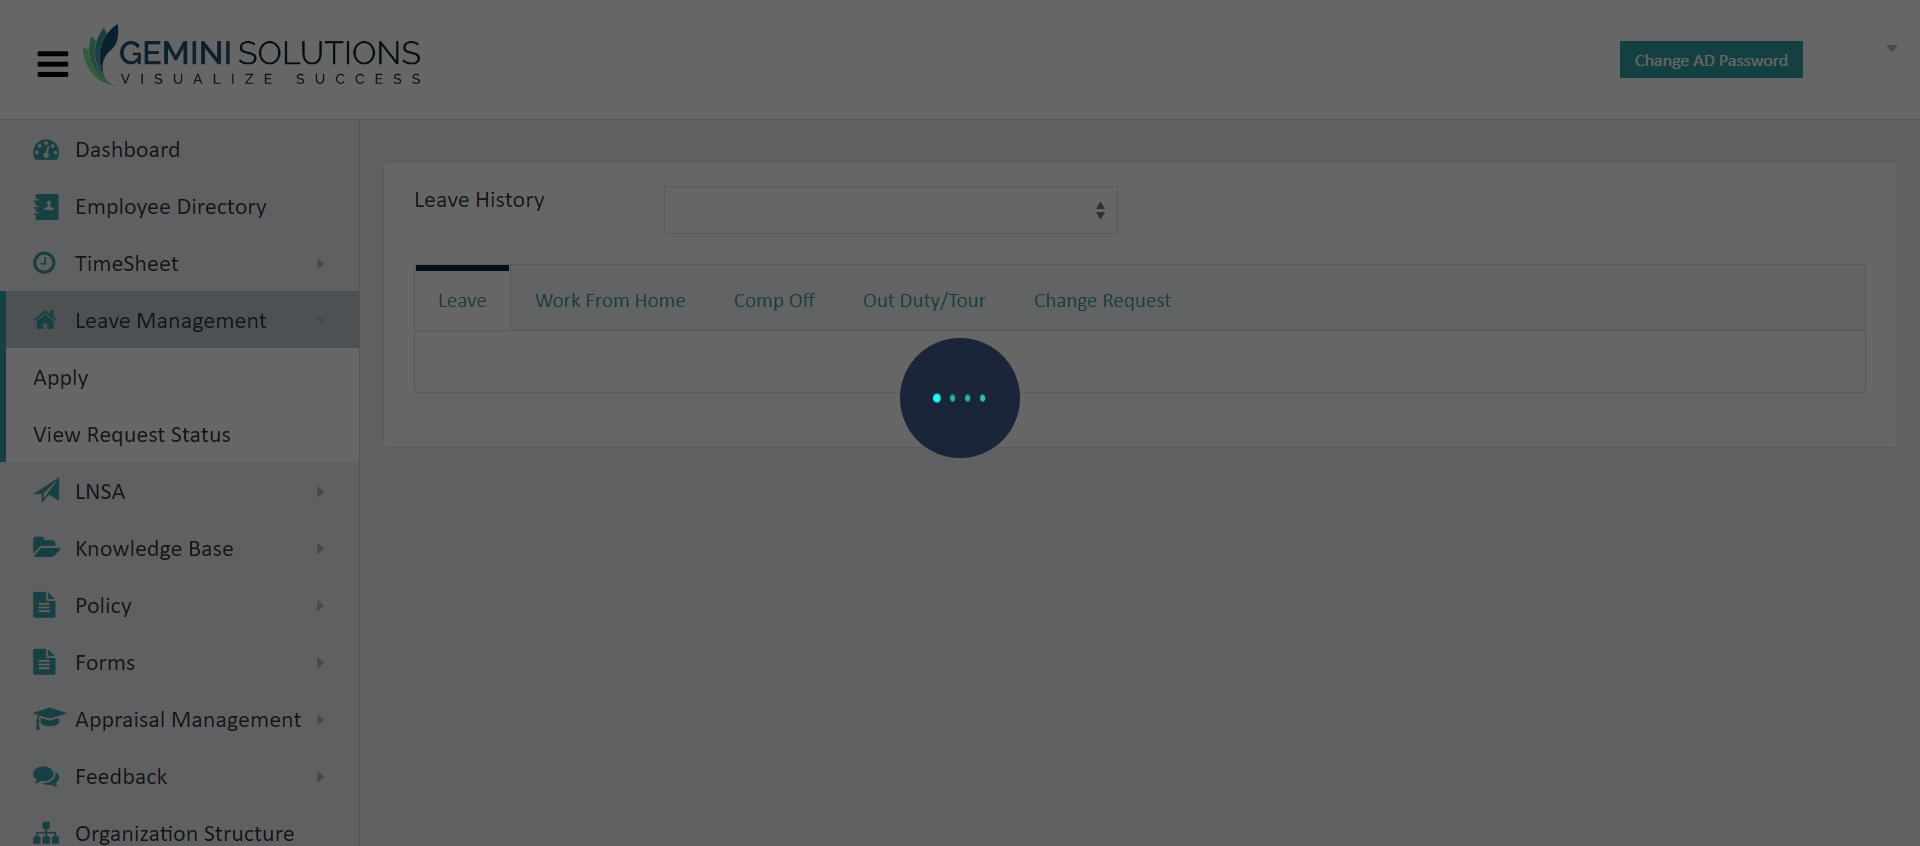 GEMINI SOLUTIONS
VISUALIZE SUCCESS
Change AD Password
Dashboard
Employee Directory
TimeSheet
Leave Management
Apply
View Request Status
LNSA
Knowledge Base
Policy
Forms
Appraisal Management
Feedback
Organization Structure
Leave History
Leave Work From Home Comp Off Out Duty/Tour Change Request